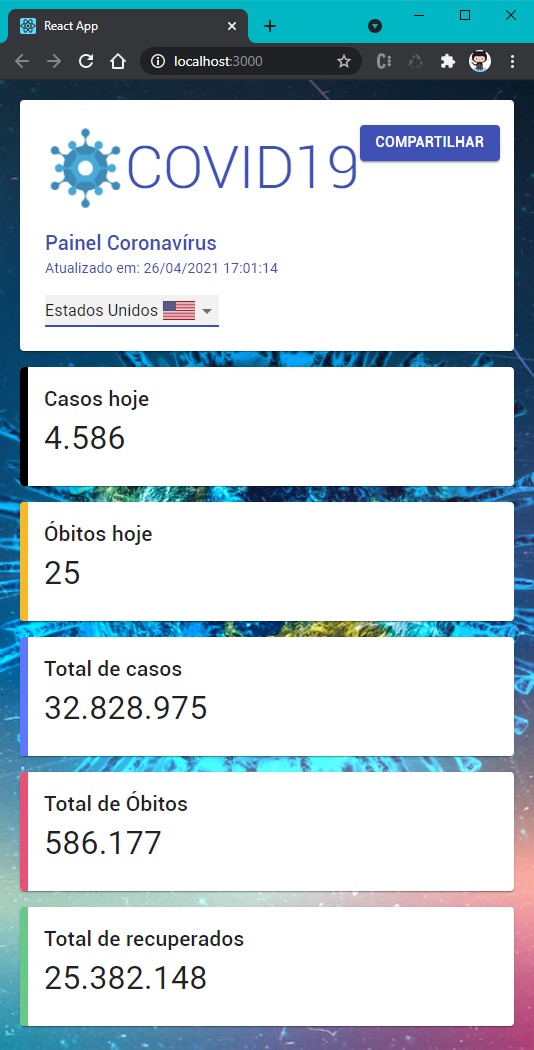 React App
localhost:3000
COVID19
COMPARTILHAR
Painel Coronavírus
Atualizado em: 26/04/2021 17:01:14
Estados Unidos
Casos hoje
4.586
Óbitos hoje
25
Total de casos
32.828.975
Total de Óbitos
586.177
Total de recuperados
25.382.148